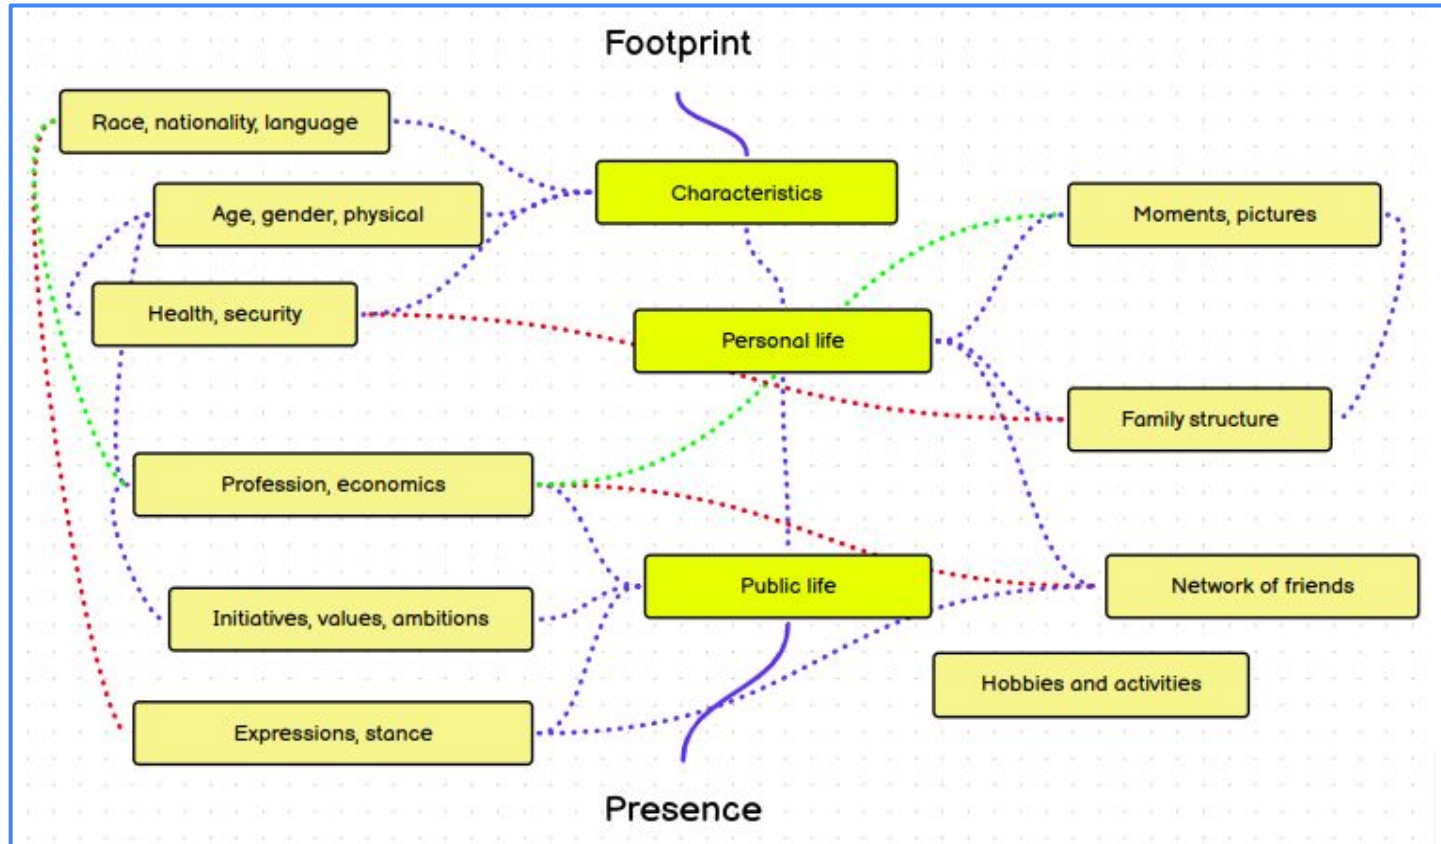 Footprint
Race, nationality, language
Characteristics
Age, gender, physical
Moments, pictures
Health, security
Personal life
Family structure
Profession, economics
Public life
Network of friends
Initiatives, values, ambitions
Hobbies and activities
Expressions, stance
Presence